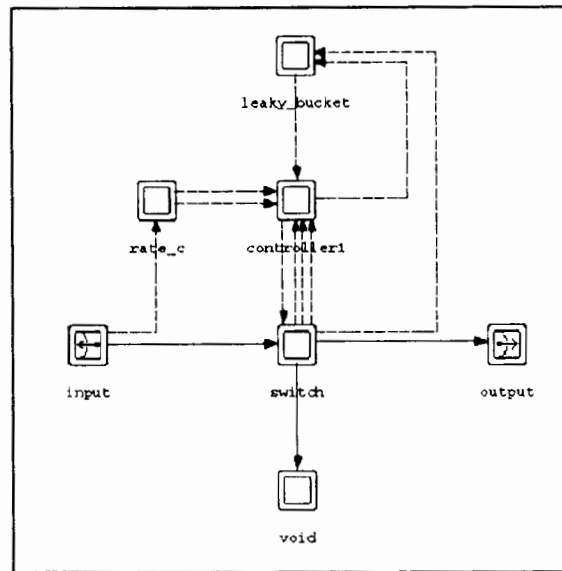 leaky_bucket
rate_c
controller1
input
switch
output
void